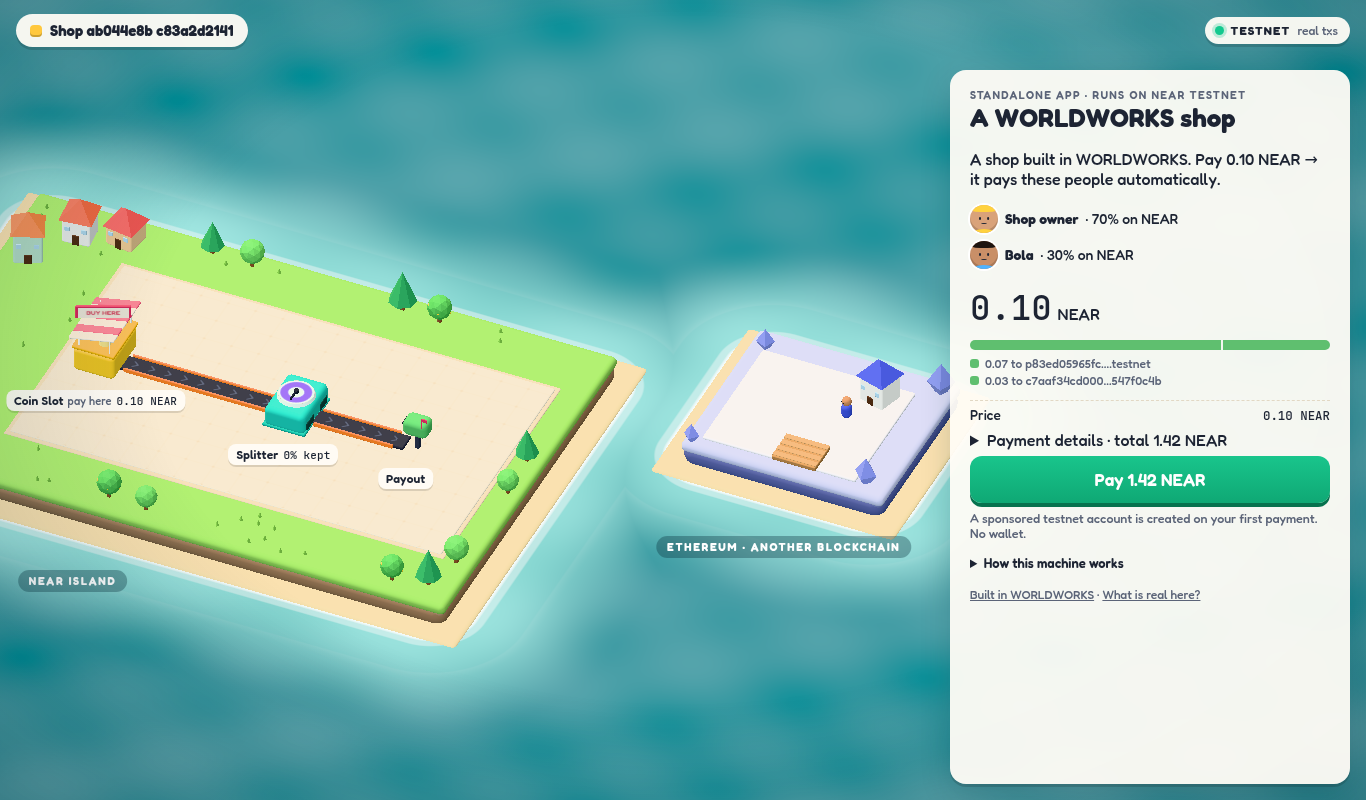 Shop ab044e8b c83a2d2141
TESTNET real txs
STANDALONE APP · RUNS ON NEAR TESTNET
A WORLDWORKS shop
A shop built in WORLDWORKS. Pay 0.10 NEAR →
it pays these people automatically.
Shop owner · 70% on NEAR
Bola · 30% on NEAR
0.10 NEAR
0.07 to p83ed05965fc....testnet
0.03 to c7aaf34cd000...547f0c4b
Price 0.10 NEAR
Payment details · total 1.42 NEAR
Pay 1.42 NEAR
A sponsored testnet account is created on your first payment.
No wallet.
How this machine works
Built in WORLDWORKS · What is real here?
BUY HERE
Coin Slot pay here 0.10 NEAR
Splitter 0% kept
Payout
ETHEREUM · ANOTHER BLOCKCHAIN
NEAR ISLAND